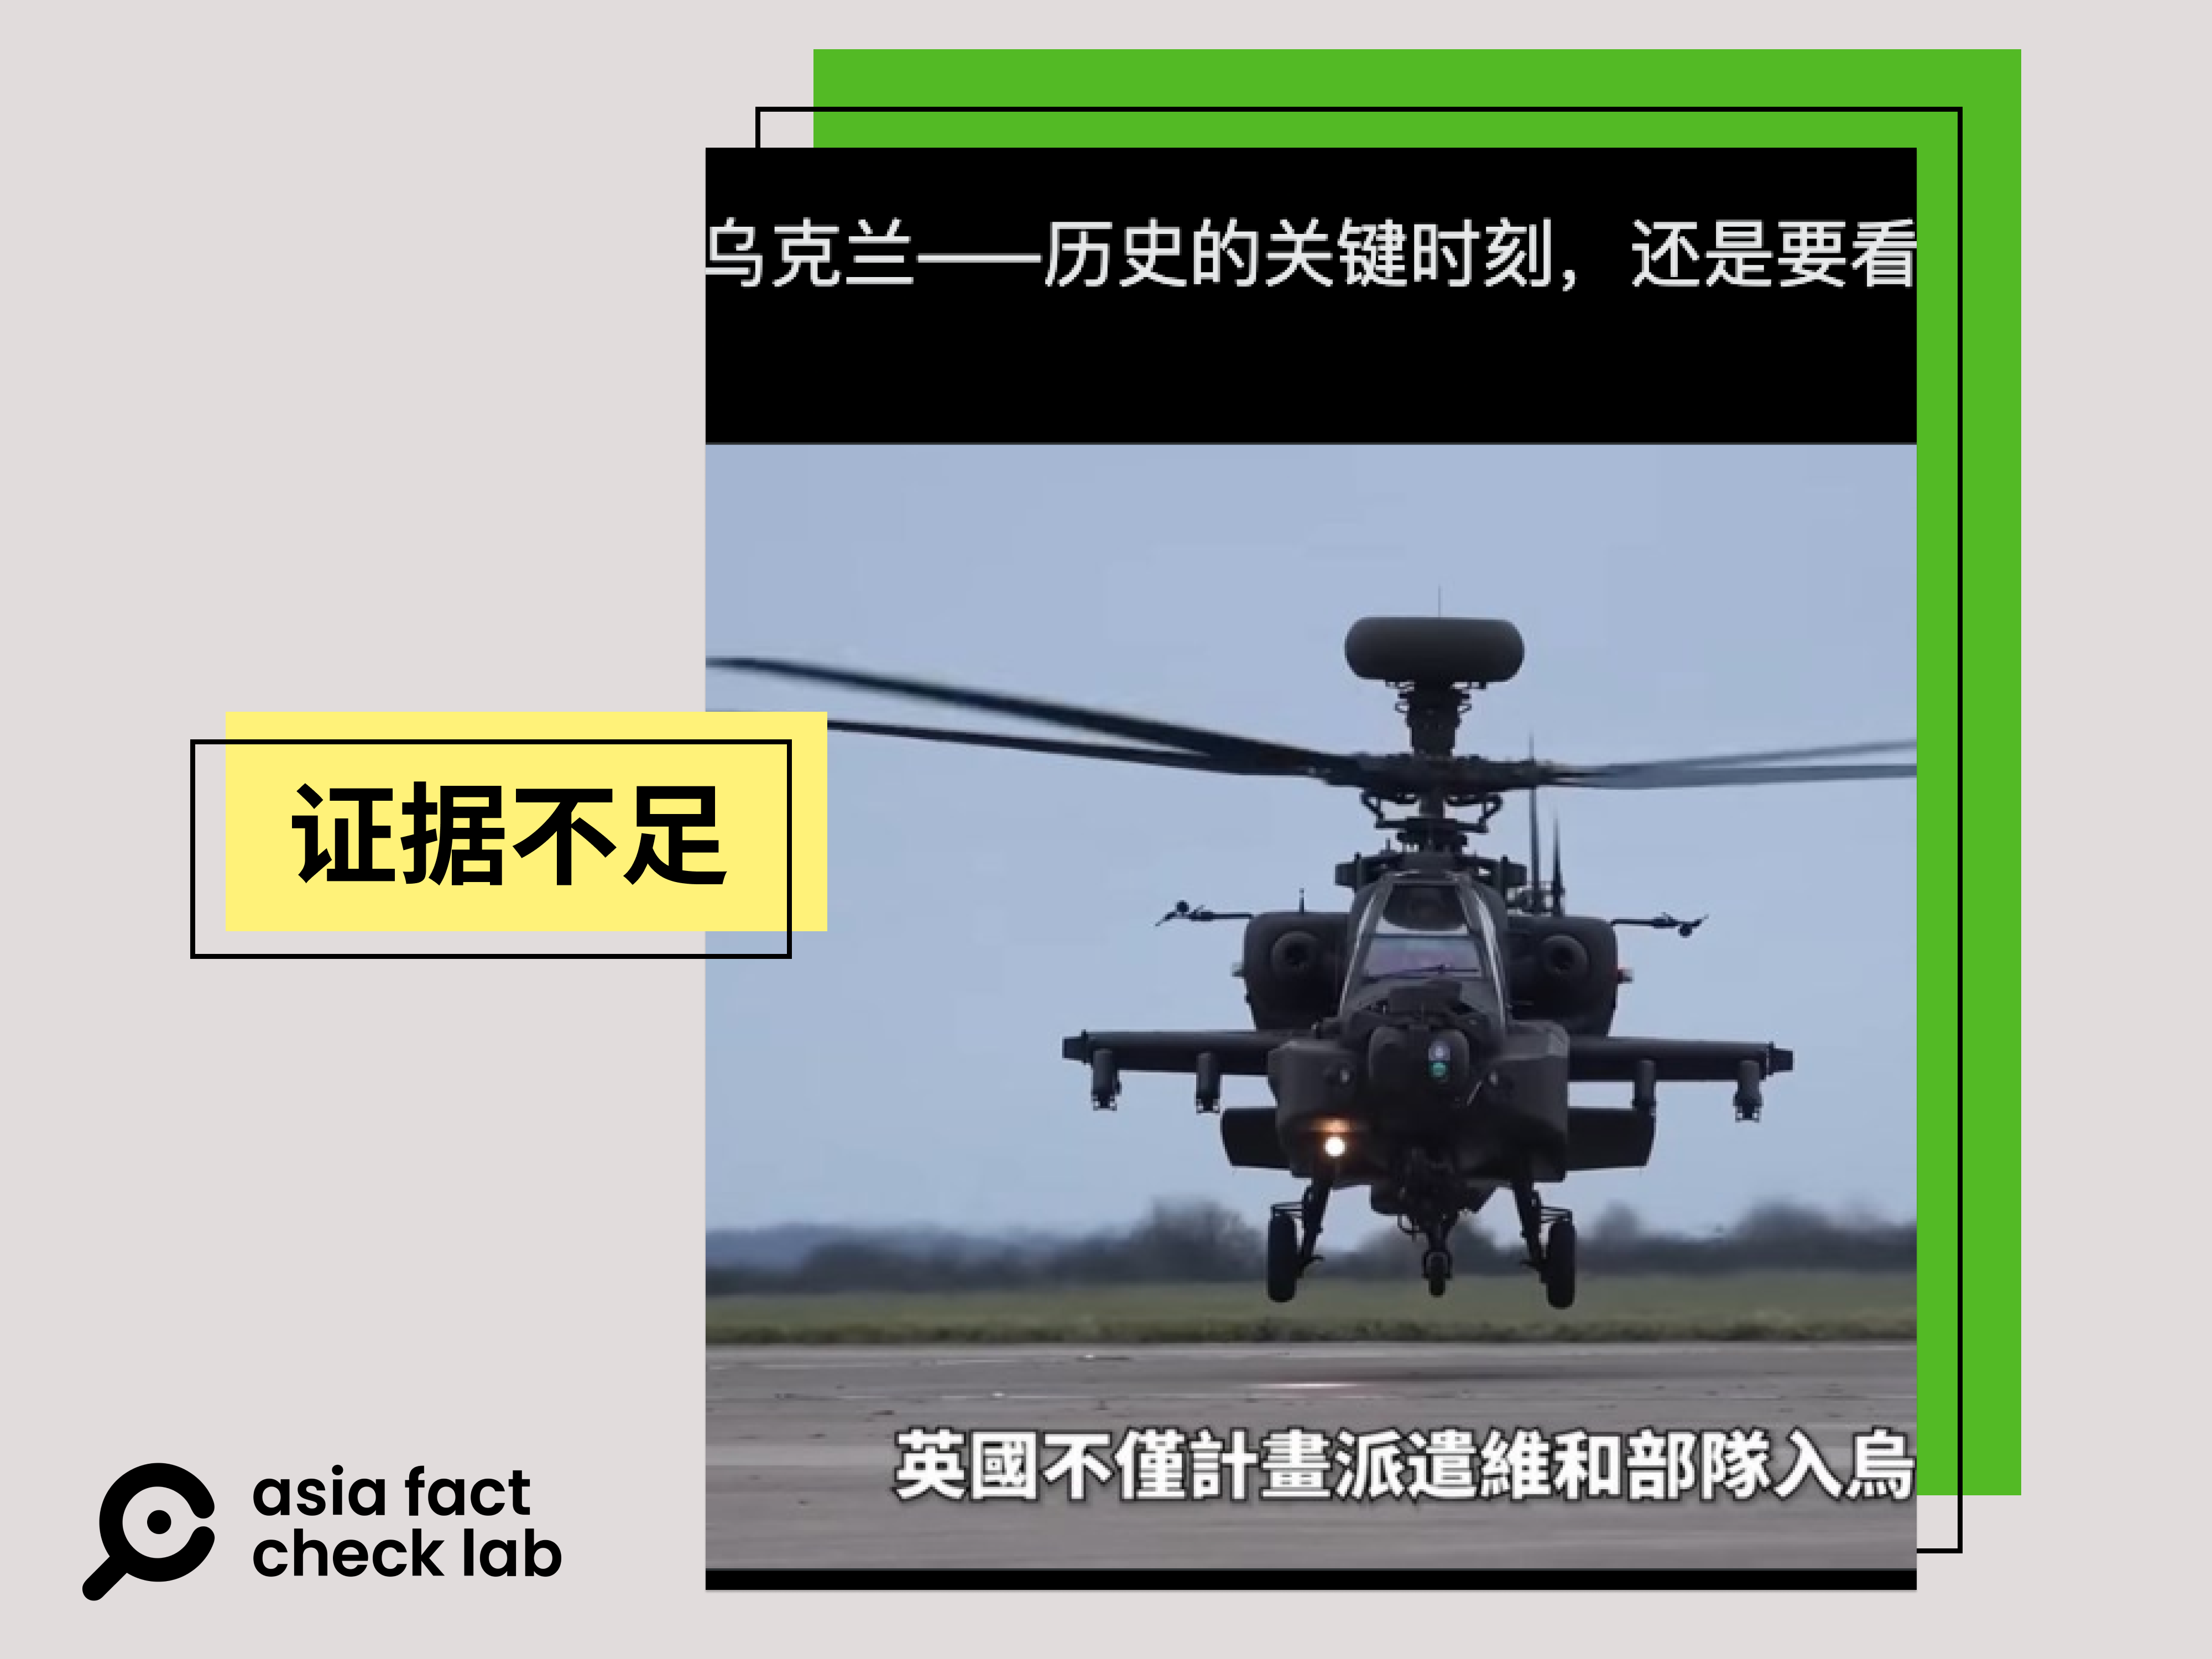 乌克兰——历史的关键时刻，还是要看
证据不足
英國不僅計畫派遣維和部隊入烏
asia fact
check lab